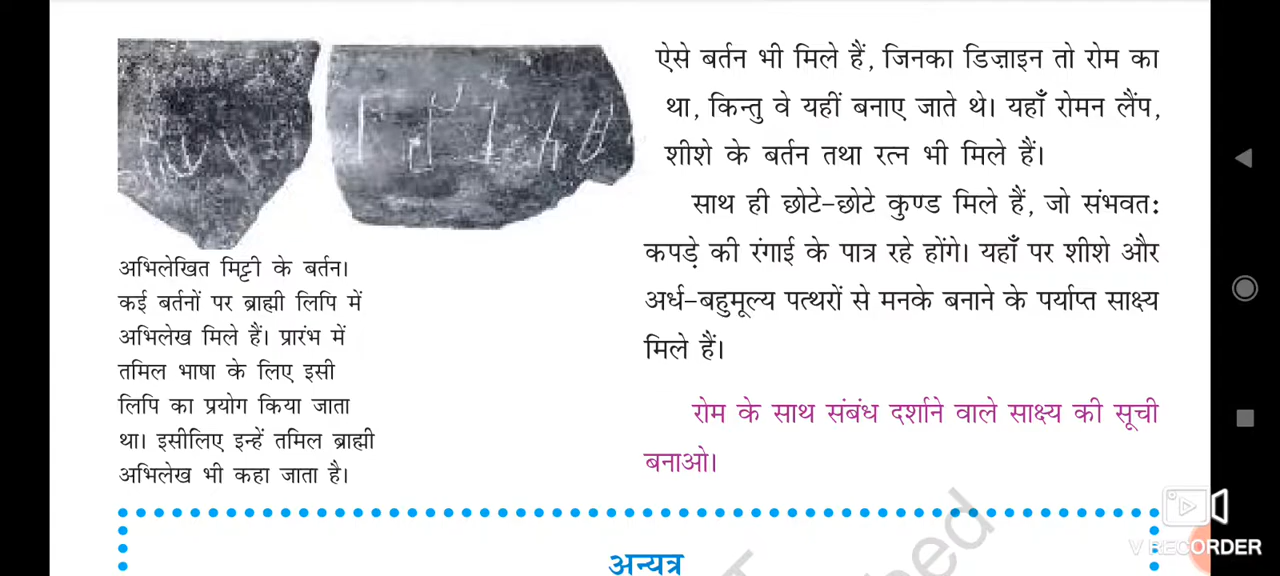 ऐसे बर्तन भी मिले हैं, जिनका डिज़ाइन तो रोम का
था, किन्तु वे यहीं बनाए जाते थे। यहाँ रोमन लैंप,
शीशे के बर्तन तथा रत्न भी मिले हैं।
साथ ही छोटे-छोटे कुण्ड मिले हैं, जो संभवतः
कपड़े की रंगाई के पात्र रहे होंगे। यहाँ पर शीशे और
अर्ध-बहुमूल्य पत्थरों से मनके बनाने के पर्याप्त साक्ष्य
मिले हैं।
रोम के साथ संबंध दर्शाने वाले साक्ष्य की सूची
बनाओ।
अभिलेखित मिट्टी के बर्तन।
कई बर्तनों पर ब्राह्मी लिपि में
अभिलेख मिले हैं। प्रारंभ में
तमिल भाषा के लिए इसी
लिपि का प्रयोग किया जाता
था। इसीलिए इन्हें तमिल ब्राह्मी
अभिलेख भी कहा जाता है।
अन्यत्र
V RECORDER